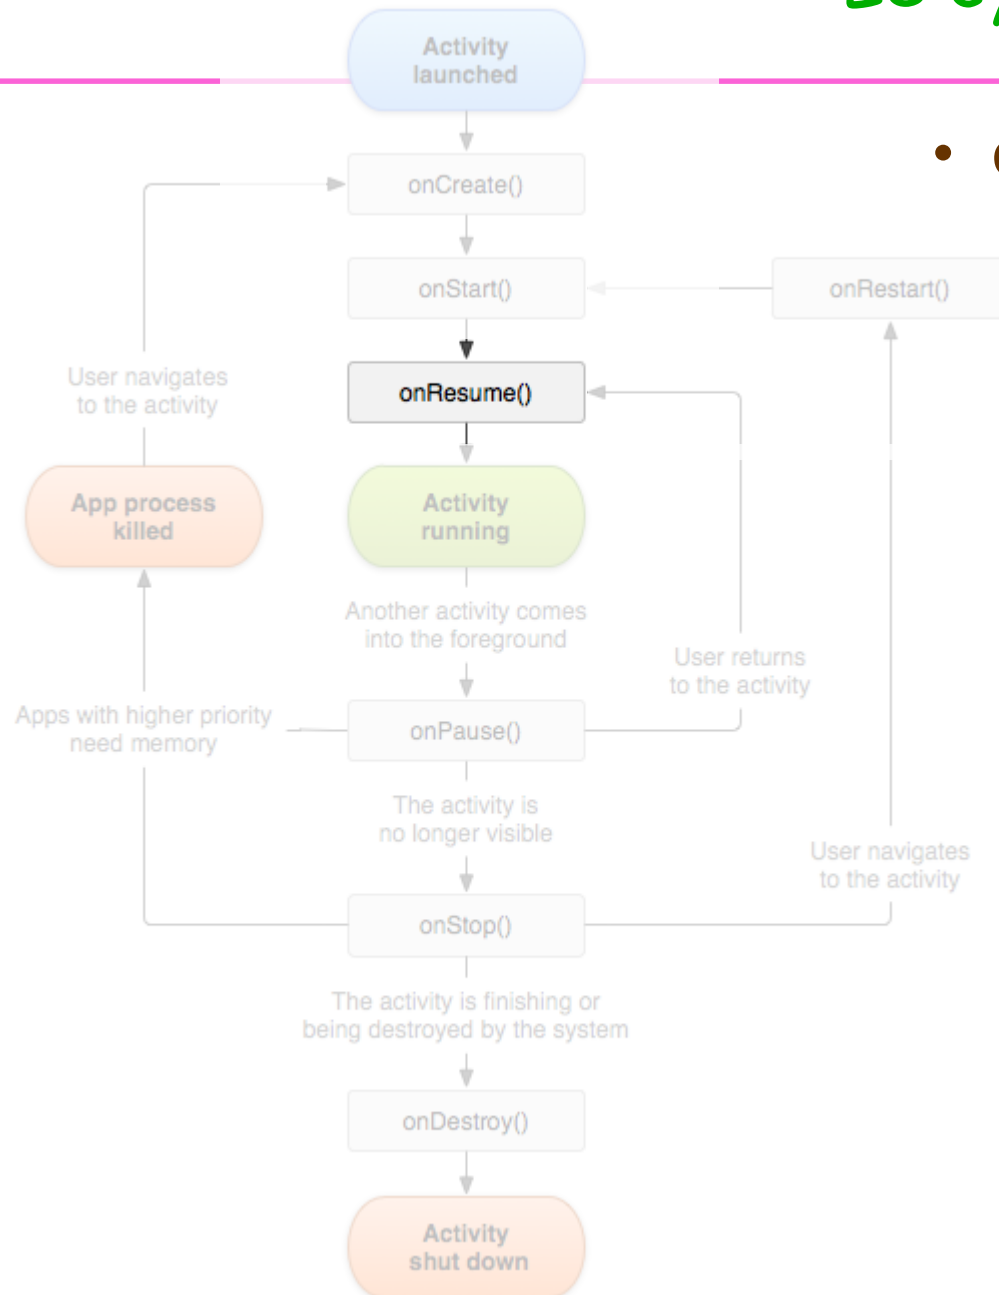 Activity
launched
onCreate()
onStart()
onRestart()
onResume()
User navigates
to the activity
App process
killed
Activity
running
Another activity comes
into the foreground
User returns
to the activity
Apps with higher priority
need memory
onPause()
The activity is
no longer visible
User navigates
to the activity
onStop()
The activity is finishing or
being destroyed by the system
onDestroy()
Activity
shut down